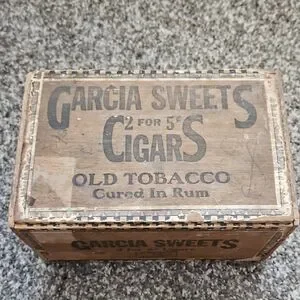 GARCIA SWEETS
2 FOR 5¢
CIGARS
OLD TOBACCO
Cured In Rum
GARCIA SWEETS